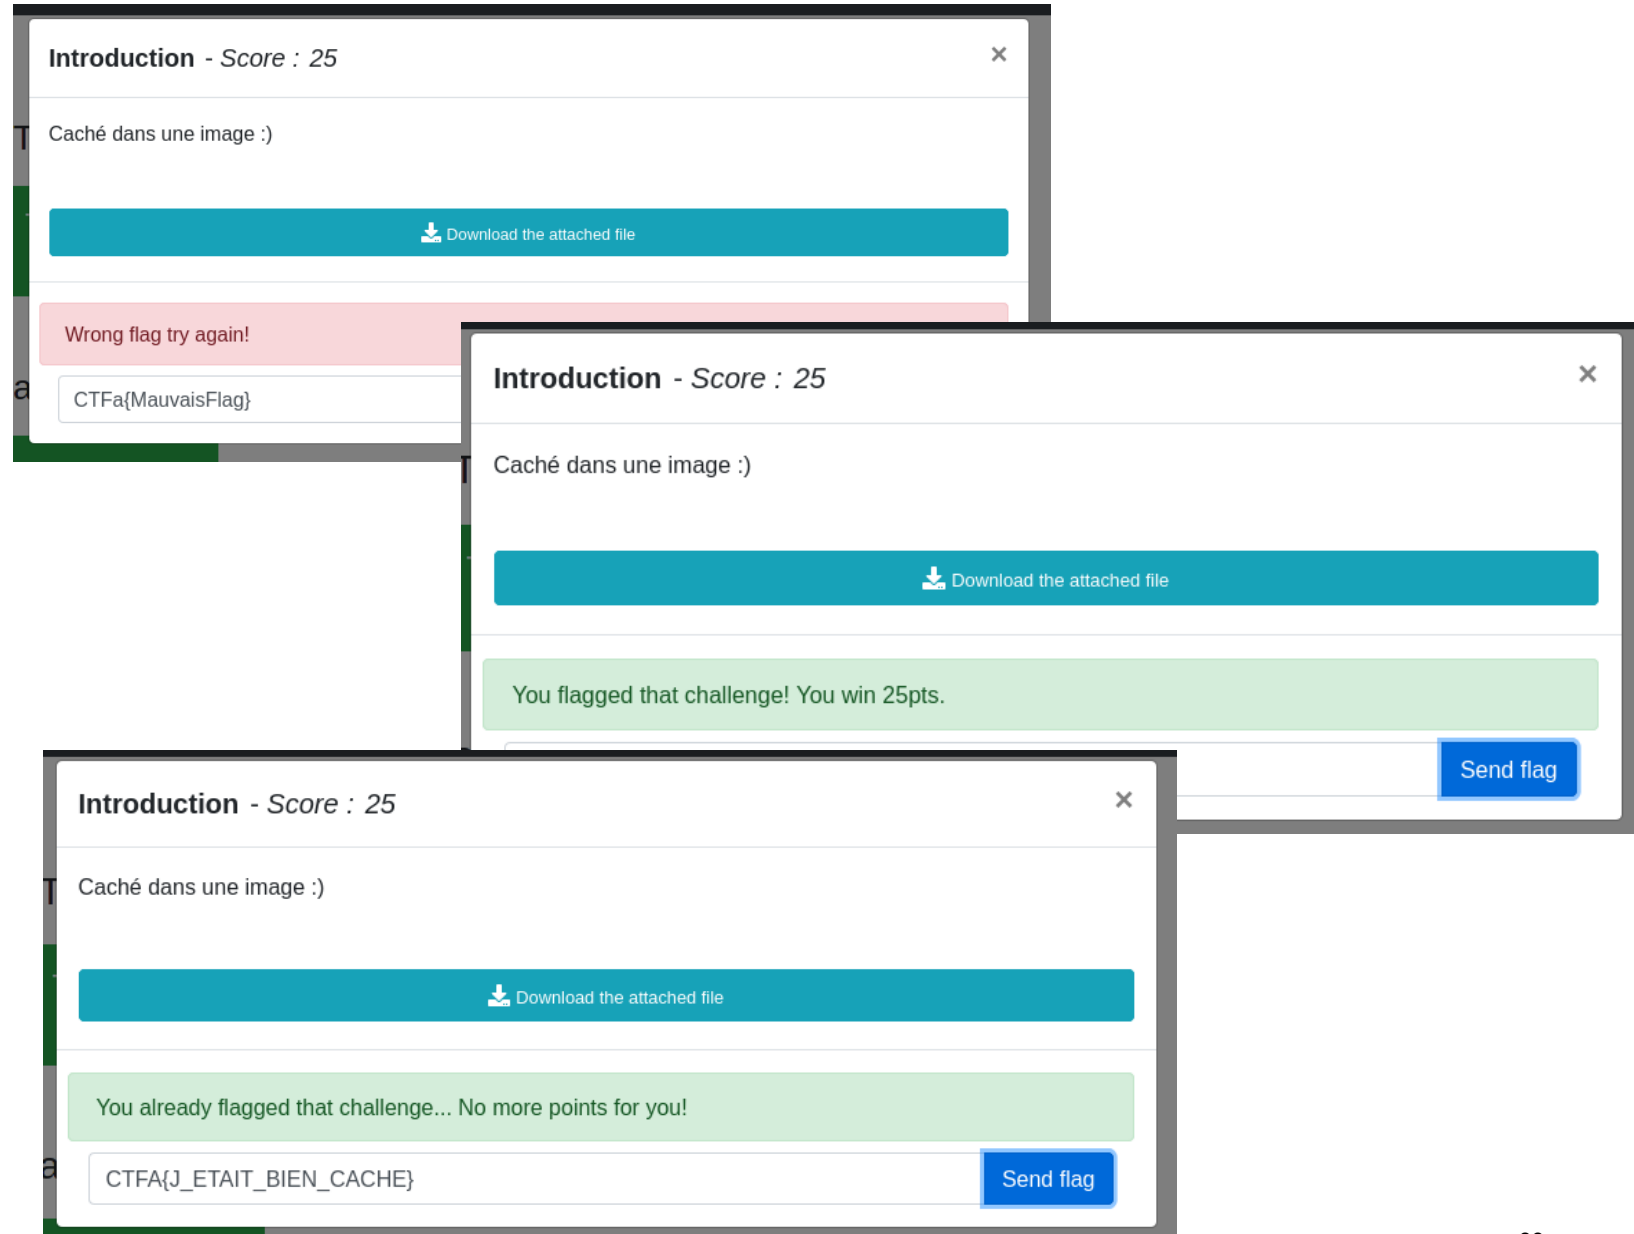 Introduction - Score : 25
×
Caché dans une image :)
Download the attached file
Wrong flag try again!
CTFa{MauvaisFlag}
Introduction - Score : 25
×
Caché dans une image :)
Download the attached file
You flagged that challenge! You win 25pts.
Send flag
Introduction - Score : 25
×
Caché dans une image :)
Download the attached file
You already flagged that challenge... No more points for you!
CTFA{J_ETAIT_BIEN_CACHE}
Send flag